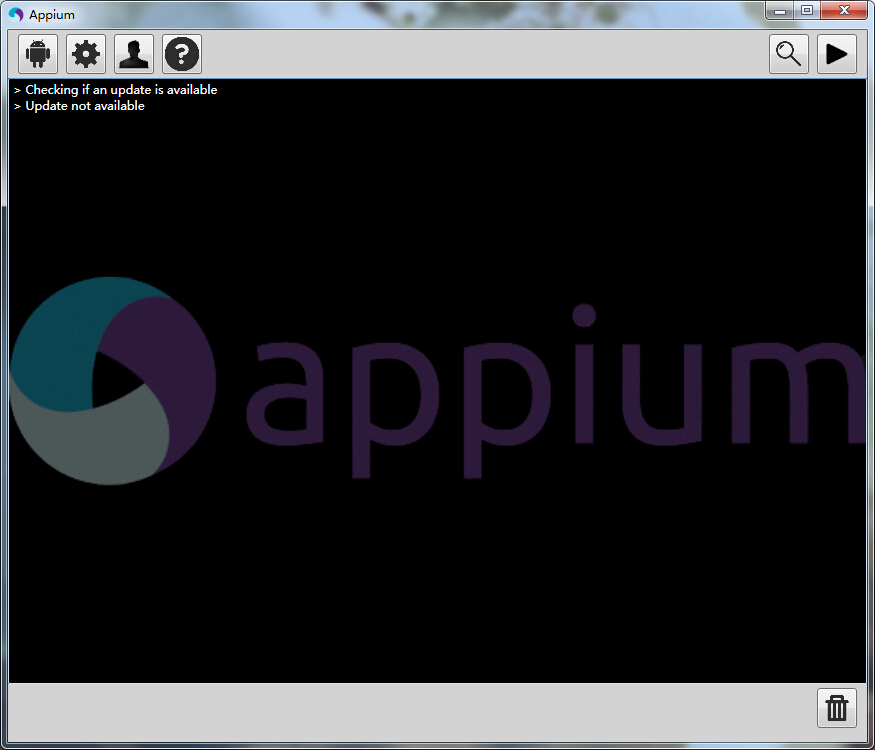 Appium
> Checking if an update is available
> Update not available
appium